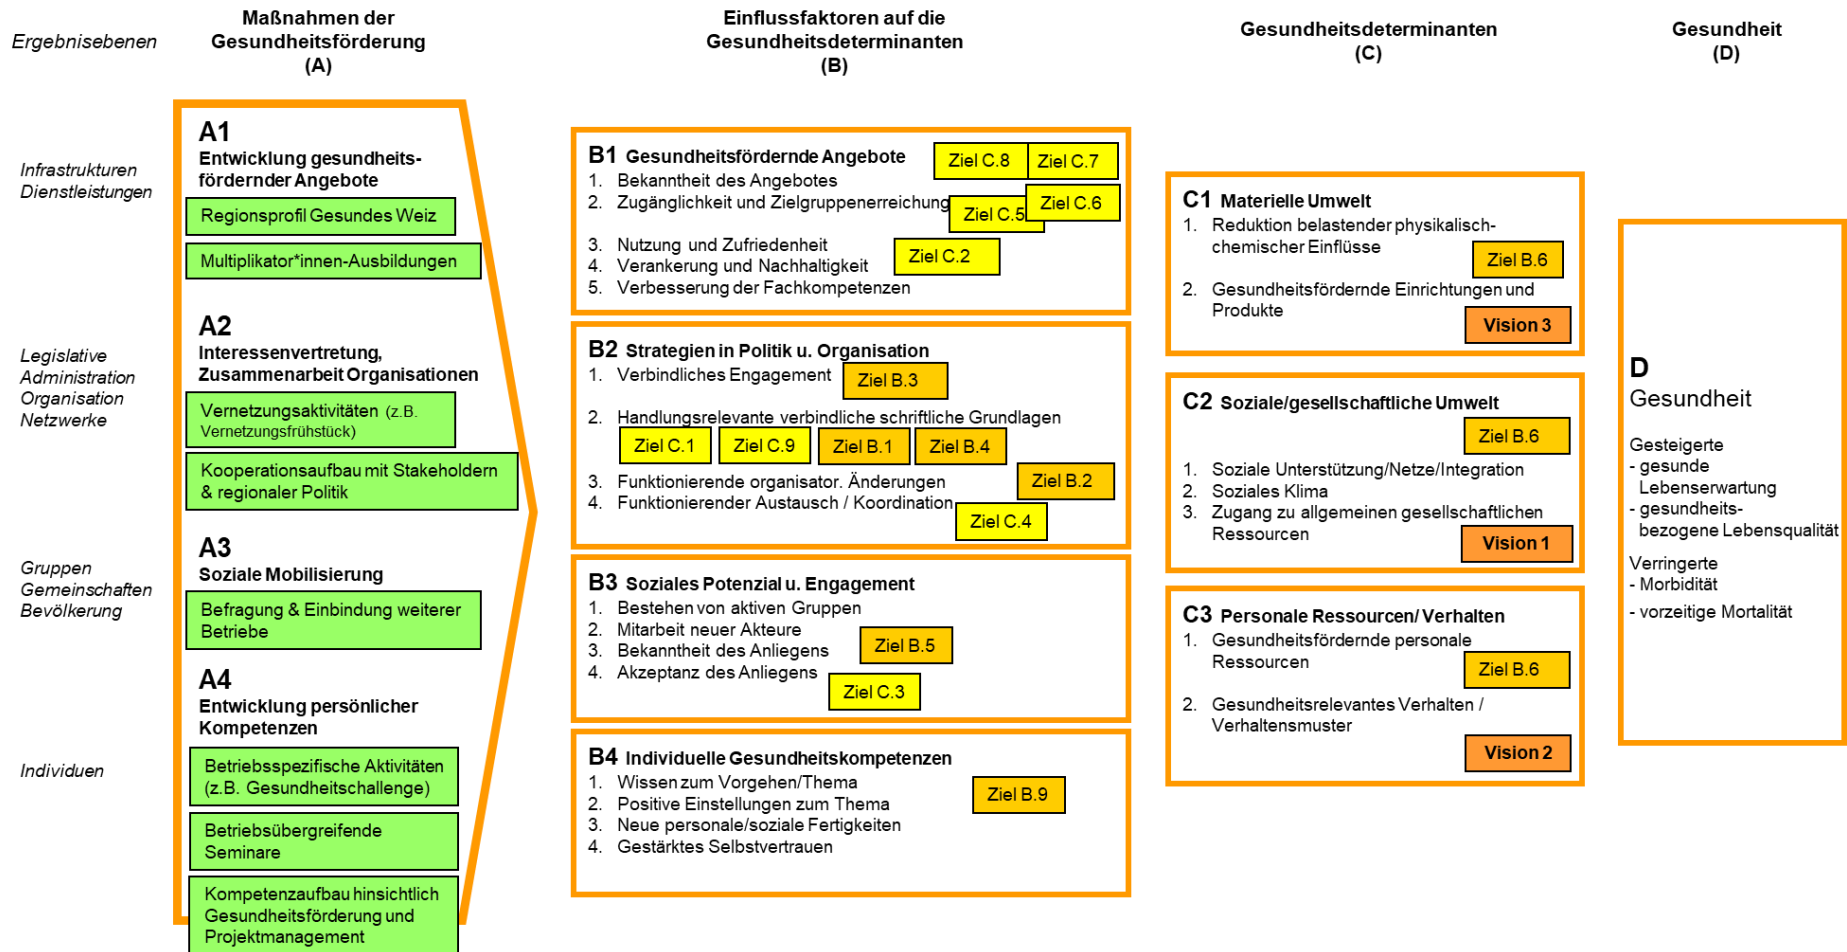 Ergebnisebenen
Maßnahmen der
Gesundheitsförderung
(A)
Einflussfaktoren auf die
Gesundheitsdeterminanten
(B)
Gesundheitsdeterminanten
(C)
Gesundheit
(D)
Infrastrukturen
Dienstleistungen
Legislative
Administration
Organisation
Netzwerke
Gruppen
Gemeinschaften
Bevölkerung
Individuen
A1
Entwicklung gesundheits-
fördernder Angebote
Regionsprofil Gesundes Weiz
Multiplikator*innen-Ausbildungen
A2
Interessenvertretung,
Zusammenarbeit Organisationen
Vernetzungsaktivitäten (z.B.
Vernetzungsfrühstück)
Kooperationsaufbau mit Stakeholdern
& regionaler Politik
A3
Soziale Mobilisierung
Befragung & Einbindung weiterer
Betriebe
A4
Entwicklung persönlicher
Kompetenzen
Betriebsspezifische Aktivitäten
(z.B. Gesundheitschallenge)
Betriebsübergreifende
Seminare
Kompetenzaufbau hinsichtlich
Gesundheitsförderung und
Projektmanagement
B1 Gesundheitsfördernde Angebote
Ziel C.8
Ziel C.7
1. Bekanntheit des Angebotes
2. Zugänglichkeit und Zielgruppenerreichung
Ziel C.5
Ziel C.6
3. Nutzung und Zufriedenheit
Ziel C.2
4. Verankerung und Nachhaltigkeit
5. Verbesserung der Fachkompetenzen
B2 Strategien in Politik u. Organisation
1. Verbindliches Engagement
Ziel B.3
2. Handlungsrelevante verbindliche schriftliche Grundlagen
Ziel C.1
Ziel C.9
Ziel B.1
Ziel B.4
3. Funktionierende organisator. Änderungen
Ziel B.2
4. Funktionierender Austausch / Koordination
Ziel C.4
B3 Soziales Potenzial u. Engagement
1. Bestehen von aktiven Gruppen
2. Mitarbeit neuer Akteure
3. Bekanntheit des Anliegens
Ziel B.5
4. Akzeptanz des Anliegens
Ziel C.3
B4 Individuelle Gesundheitskompetenzen
1. Wissen zum Vorgehen/Thema
2. Positive Einstellungen zum Thema
Ziel B.9
3. Neue personale/soziale Fertigkeiten
4. Gestärktes Selbstvertrauen
C1 Materielle Umwelt
1. Reduktion belastender physikalisch-
chemischer Einflüsse
Ziel B.6
2. Gesundheitsfördernde Einrichtungen und
Produkte
Vision 3
C2 Soziale/gesellschaftliche Umwelt
Ziel B.6
1. Soziale Unterstützung/Netze/Integration
2. Soziales Klima
3. Zugang zu allgemeinen gesellschaftlichen
Ressourcen
Vision 1
C3 Personale Ressourcen/ Verhalten
1. Gesundheitsfördernde personale
Ressourcen
Ziel B.6
2. Gesundheitsrelevantes Verhalten /
Verhaltensmuster
Vision 2
D
Gesundheit
Gesteigerte
- gesunde
Lebenserwartung
- gesundheits-
bezogene Lebensqualität
Verringerte
- Morbidität
- vorzeitige Mortalität